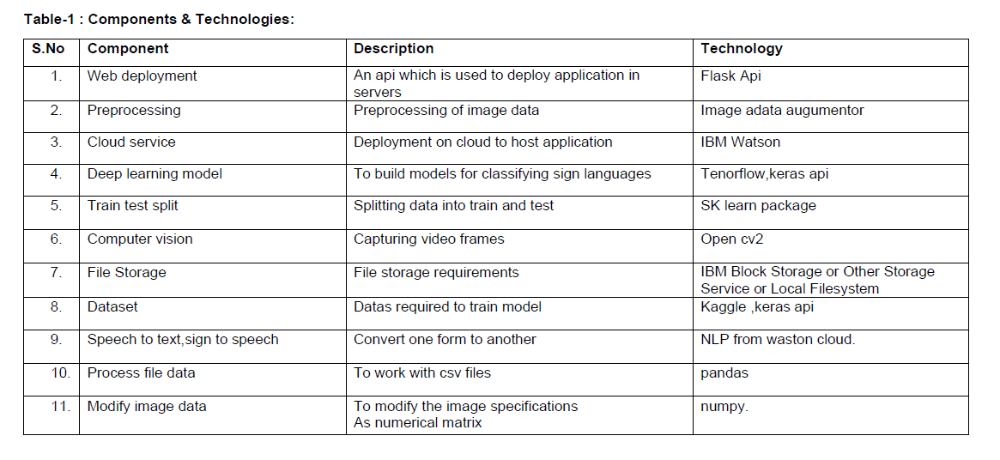 Table-1 : Components & Technologies:
S.No Component Description Technology
1. Web deployment An api which is used to deploy application in servers Flask Api
2. Preprocessing Preprocessing of image data Image adata augumentor
3. Cloud service Deployment on cloud to host application IBM Watson
4. Deep learning model To build models for classifying sign languages Tenorflow,keras api
5. Train test split Splitting data into train and test SK learn package
6. Computer vision Capturing video frames Open cv2
7. File Storage File storage requirements IBM Block Storage or Other Storage Service or Local Filesystem
8. Dataset Datas required to train model Kaggle ,keras api
9. Speech to text,sign to speech Convert one form to another NLP from waston cloud.
10. Process file data To work with csv files pandas
11. Modify image data To modify the image specifications As numerical matrix numpy.